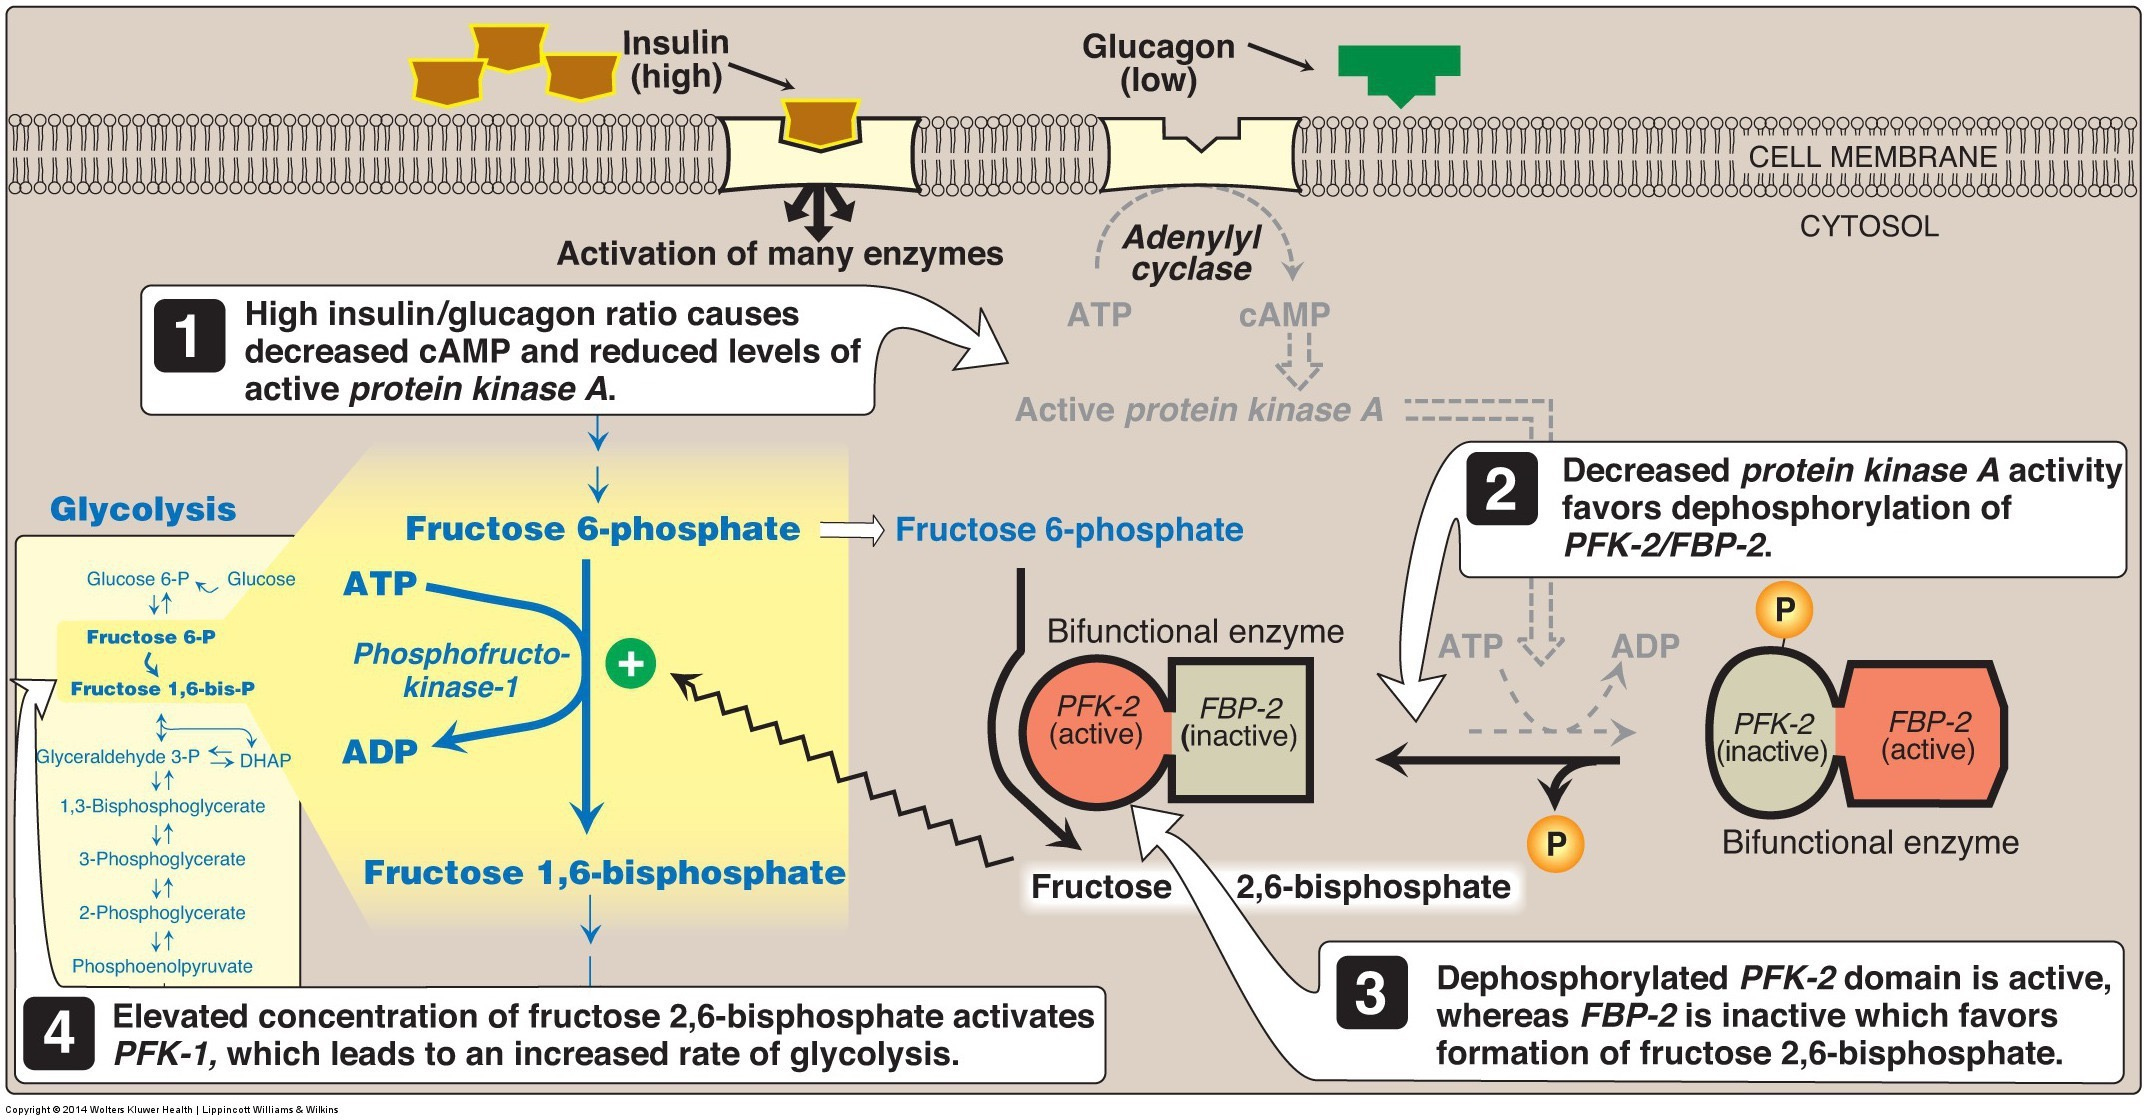 Insulin
(high)
Glucagon
(low)
CELL MEMBRANE
CYTOSOL
Activation of many enzymes
Adenylyl
cyclase
ATP
cAMP
1
High insulin/glucagon ratio causes
decreased cAMP and reduced levels of
active protein kinase A.
Active protein kinase A
2
Decreased protein kinase A activity
favors dephosphorylation of
PFK-2/FBP-2.
Glycolysis
Glucose 6-P
Glucose
Fructose 6-P
Fructose 1,6-bis-P
Glyceraldehyde 3-P
DHAP
1,3-Bisphosphoglycerate
3-Phosphoglycerate
2-Phosphoglycerate
Phosphoenolpyruvate
Fructose 6-phosphate
Fructose 6-phosphate
ATP
Phosphofructo-
kinase-1
+
ADP
Fructose 1,6-bisphosphate
Bifunctional enzyme
PFK-2
(active)
FBP-2
(inactive)
ATP
ADP
P
P
PFK-2
(inactive)
FBP-2
(active)
Bifunctional enzyme
Fructose 2,6-bisphosphate
3
Dephosphorylated PFK-2 domain is active,
whereas FBP-2 is inactive which favors
formation of fructose 2,6-bisphosphate.
4
Elevated concentration of fructose 2,6-bisphosphate activates
PFK-1, which leads to an increased rate of glycolysis.
Copyright © 2014 Wolters Kluwer Health | Lippincott Williams & Wilkins